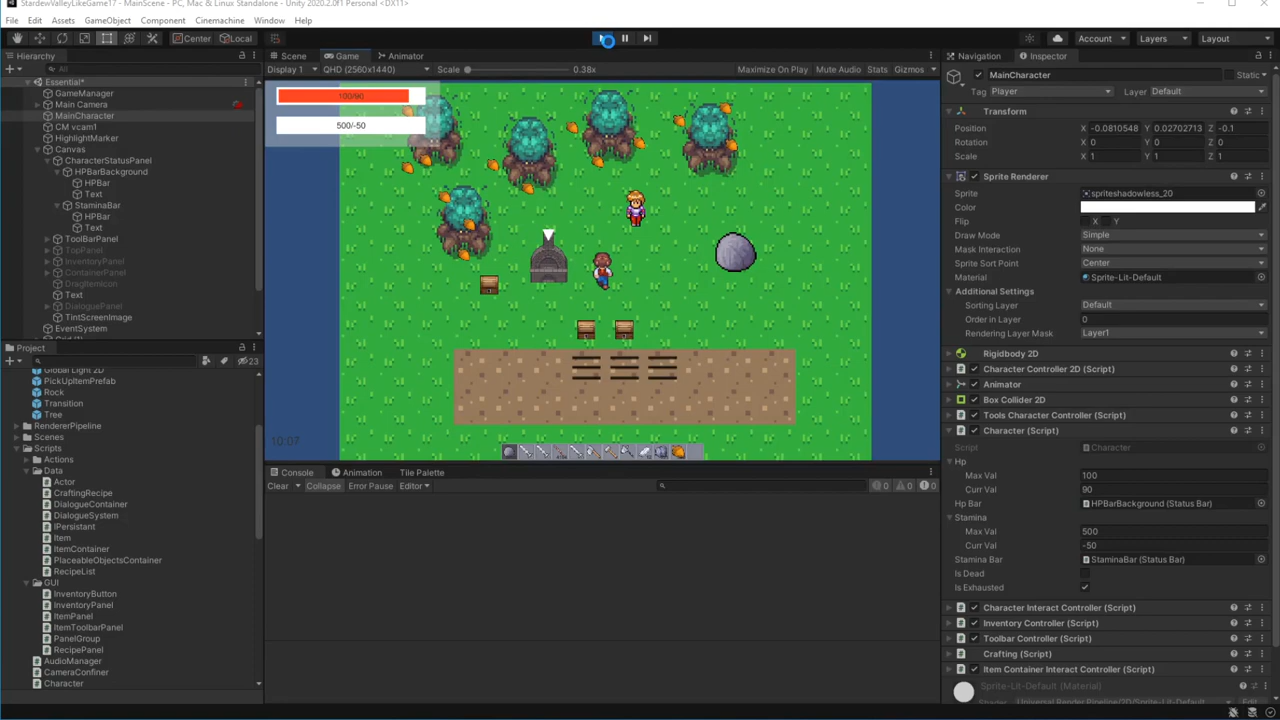 StardewValleyLikeGame17 - MainScene - PC, Mac & Linux Standalone - Unity 2020.2.0f1 Personal <DX11>
File Edit Assets GameObject Component Cinemachine Window Help
Center Local
Account Layers Layout
Hierarchy
All
Essential*
GameManager
Main Camera
MainCharacter
CM vcam1
HighlightMarker
Canvas
CharacterStatusPanel
HPBarBackground
HPBar
Text
StaminaBar
HPBar
Text
ToolBarPanel
TopPanel
InventoryPanel
ContainerPanel
DragItemIcon
Text
DialoguePanel
TintScreenImage
EventSystem
Project
23
Global Light 2D
PickUpItemPrefab
Rock
Transition
Tree
RendererPipeline
Scenes
Scripts
Actions
Data
Actor
CraftingRecipe
DialogueContainer
DialogueSystem
IPersistant
Item
ItemContainer
PlaceableObjectsContainer
RecipeList
GUI
InventoryButton
InventoryPanel
ItemPanel
ItemToolbarPanel
PanelGroup
RecipePanel
AudioManager
CameraConfiner
Character
Scene Game Animator
Display 1 QHD (2560x1440) Scale 0.38x Maximize On Play Mute Audio Stats Gizmos
100/90
500/-50
10:07
Console Animation Tile Palette
Clear Collapse Error Pause Editor 0 0 0
Navigation Inspector
MainCharacter Static
Tag Player Layer Default
Transform
Position X -0.0810548 Y 0.02702713 Z -0.1
Rotation X 0 Y 0 Z 0
Scale X 1 Y 1 Z 1
Sprite Renderer
Sprite spriteshadowless_20
Color
Flip X Y
Draw Mode Simple
Mask Interaction None
Sprite Sort Point Center
Material Sprite-Lit-Default
Additional Settings
Sorting Layer Default
Order in Layer 0
Rendering Layer Mask Layer1
Rigidbody 2D
Character Controller 2D (Script)
Animator
Box Collider 2D
Tools Character Controller (Script)
Character (Script)
Script Character
Hp
Max Val 100
Curr Val 90
Hp Bar HPBarBackground (Status Bar)
Stamina
Max Val 500
Curr Val -50
Stamina Bar StaminaBar (Status Bar)
Is Dead
Is Exhausted
Character Interact Controller (Script)
Inventory Controller (Script)
Toolbar Controller (Script)
Crafting (Script)
Item Container Interact Controller (Script)
Sprite-Lit-Default (Material)